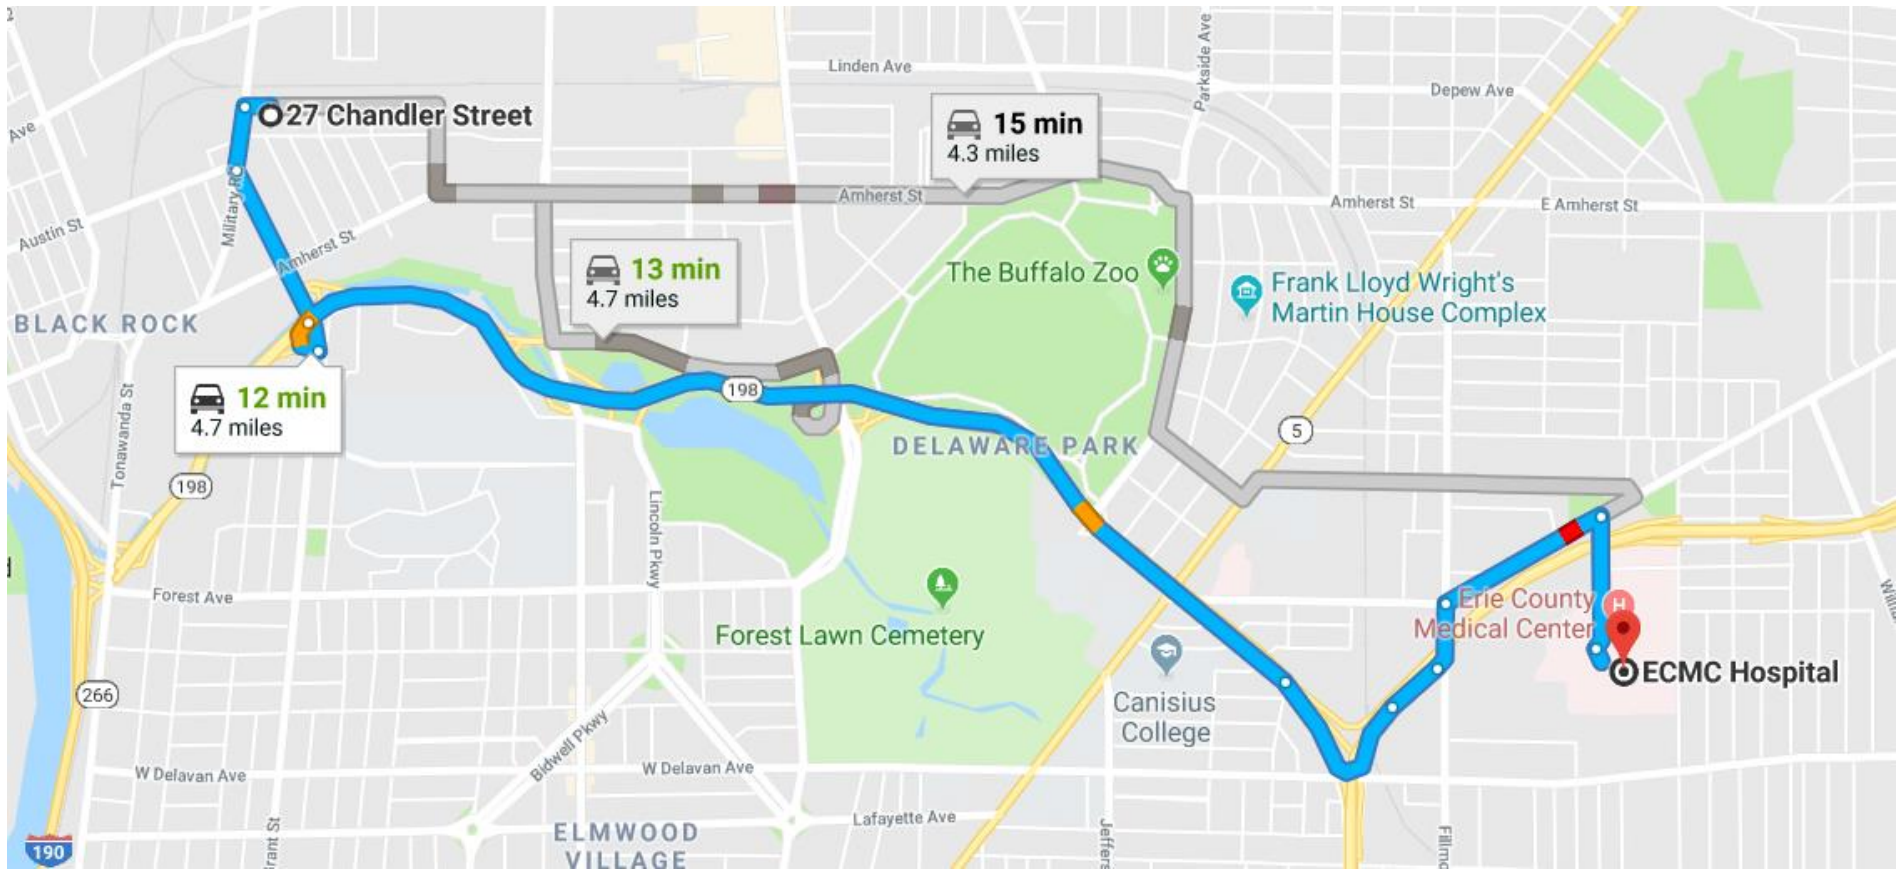 Linden Ave
Parkside Ave
Depew Ave
Ave
27 Chandler Street
15 min
4.3 miles
Amherst St
Amherst St
E Amherst St
Austin St
Military R
Amherst St
13 min
4.7 miles
The Buffalo Zoo
Frank Lloyd Wright's
Martin House Complex
BLACK ROCK
198
12 min
4.7 miles
5
DELAWARE PARK
Tonawanda St
198
Lincoln Pkwy
Forest Ave
Erie County
Medical Center
H
Forest Lawn Cemetery
ECMC Hospital
266
Canisius
College
Bidwell Pkwy
W Delavan Ave
W Delavan Ave
Lafayette Ave
ELMWOOD
VILLAGE
190
rant St
Jeffers
Fillmo